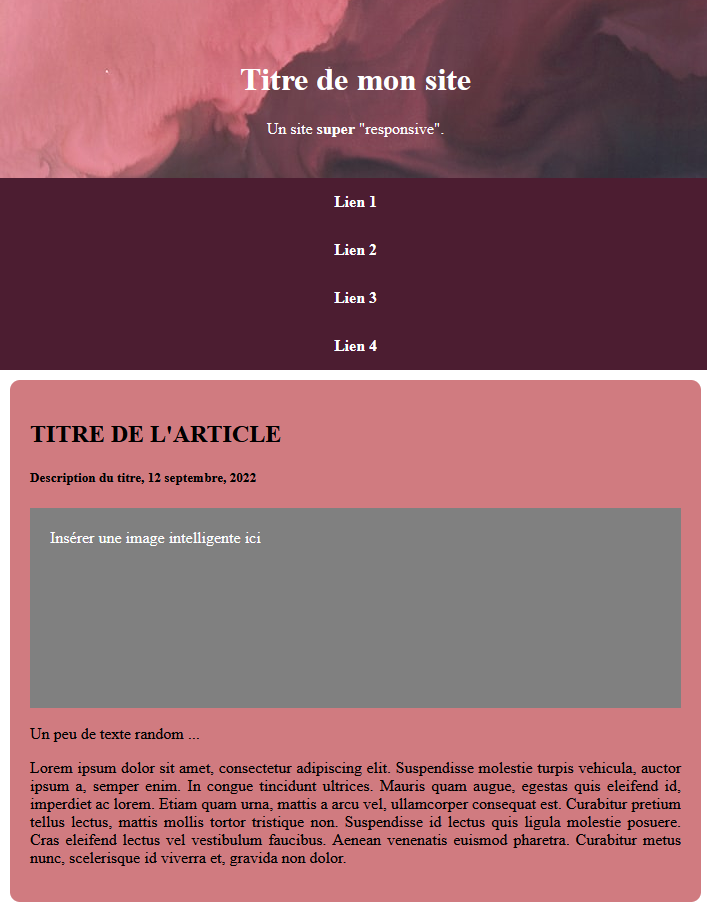 Titre de mon site
Un site super "responsive".
Lien 1
Lien 2
Lien 3
Lien 4
TITRE DE L'ARTICLE
Description du titre, 12 septembre, 2022
Insérer une image intelligente ici
Un peu de texte random ...
Lorem ipsum dolor sit amet, consectetur adipiscing elit. Suspendisse molestie turpis vehicula, auctor
ipsum a, semper enim. In congue tincidunt ultrices. Mauris quam augue, egestas quis eleifend id,
imperdiet ac lorem. Etiam quam urna, mattis a arcu vel, ullamcorper consequat est. Curabitur pretium
tellus lectus, mattis mollis tortor tristique non. Suspendisse id lectus quis ligula molestie posuere.
Cras eleifend lectus vel vestibulum faucibus. Aenean venenatis euismod pharetra. Curabitur metus
nunc, scelerisque id viverra et, gravida non dolor.